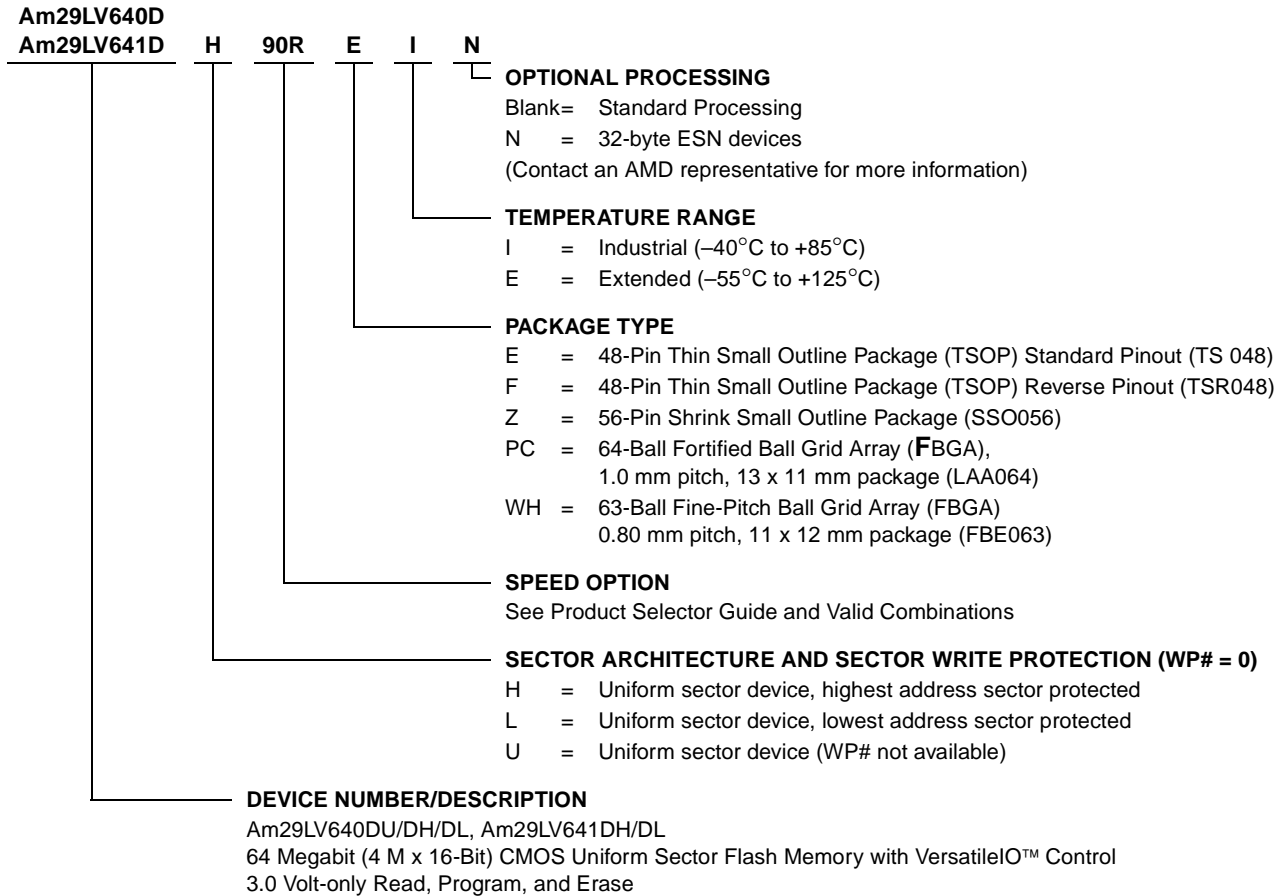 Am29LV640D
Am29LV641D H 90R E I N
OPTIONAL PROCESSING
Blank= Standard Processing
N = 32-byte ESN devices
(Contact an AMD representative for more information)
TEMPERATURE RANGE
I = Industrial (–40°C to +85°C)
E = Extended (–55°C to +125°C)
PACKAGE TYPE
E = 48-Pin Thin Small Outline Package (TSOP) Standard Pinout (TS 048)
F = 48-Pin Thin Small Outline Package (TSOP) Reverse Pinout (TSR048)
Z = 56-Pin Shrink Small Outline Package (SSO056)
PC = 64-Ball Fortified Ball Grid Array (FBGA),
1.0 mm pitch, 13 x 11 mm package (LAA064)
WH = 63-Ball Fine-Pitch Ball Grid Array (FBGA)
0.80 mm pitch, 11 x 12 mm package (FBE063)
SPEED OPTION
See Product Selector Guide and Valid Combinations
SECTOR ARCHITECTURE AND SECTOR WRITE PROTECTION (WP# = 0)
H = Uniform sector device, highest address sector protected
L = Uniform sector device, lowest address sector protected
U = Uniform sector device (WP# not available)
DEVICE NUMBER/DESCRIPTION
Am29LV640DU/DH/DL, Am29LV641DH/DL
64 Megabit (4 M x 16-Bit) CMOS Uniform Sector Flash Memory with VersatileIO™ Control
3.0 Volt-only Read, Program, and Erase